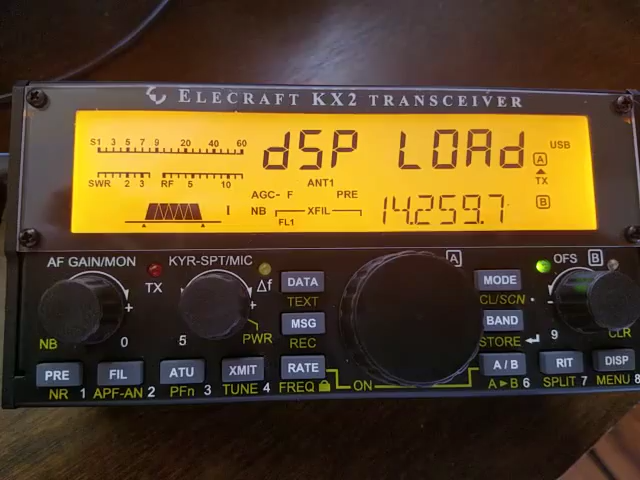 ELECRAFT KX2 TRANSCEIVER
S1 3 5 7 9 20 40 60
dSP LOAd
USB
A
SWR 2 3 RF 5 10
ANT1
TX
AGC- F PRE
NB XFIL
I
FL1
14.259.7
B
AF GAIN/MON
KYR-SPT/MIC
A
OFS B
TX
Δf
DATA
MODE
TEXT
CL/SCN
+ + -
MSG
BAND
NB 0 5 PWR
REC
STORE 9 CLR
PRE FIL ATU XMIT RATE
A/B RIT DISP
NR 1 APF-AN 2 PFn 3 TUNE 4 FREQ
ON
A►B 6 SPLIT 7 MENU 8